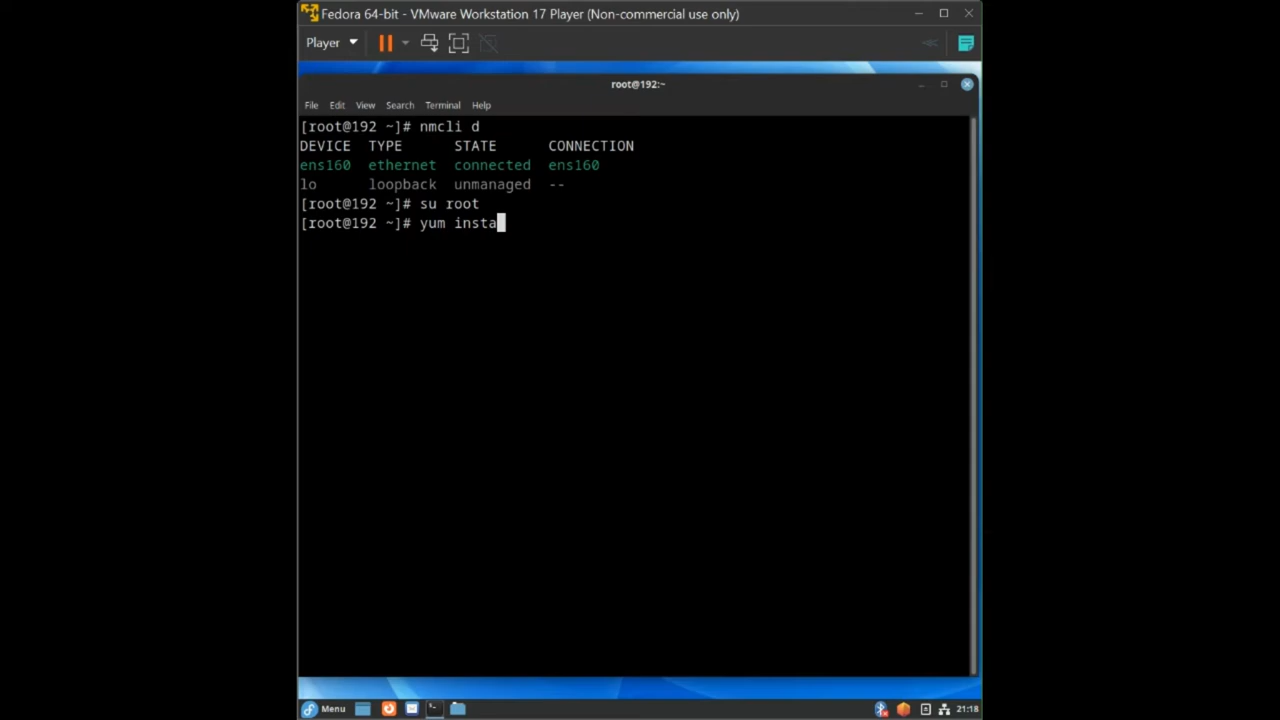 Fedora 64-bit - VMware Workstation 17 Player (Non-commercial use only)
Player
root@192:~
File Edit View Search Terminal Help
[root@192 ~]# nmcli d
DEVICE TYPE STATE CONNECTION
ens160 ethernet connected ens160
lo loopback unmanaged --
[root@192 ~]# su root
[root@192 ~]# yum insta
Menu 21:18